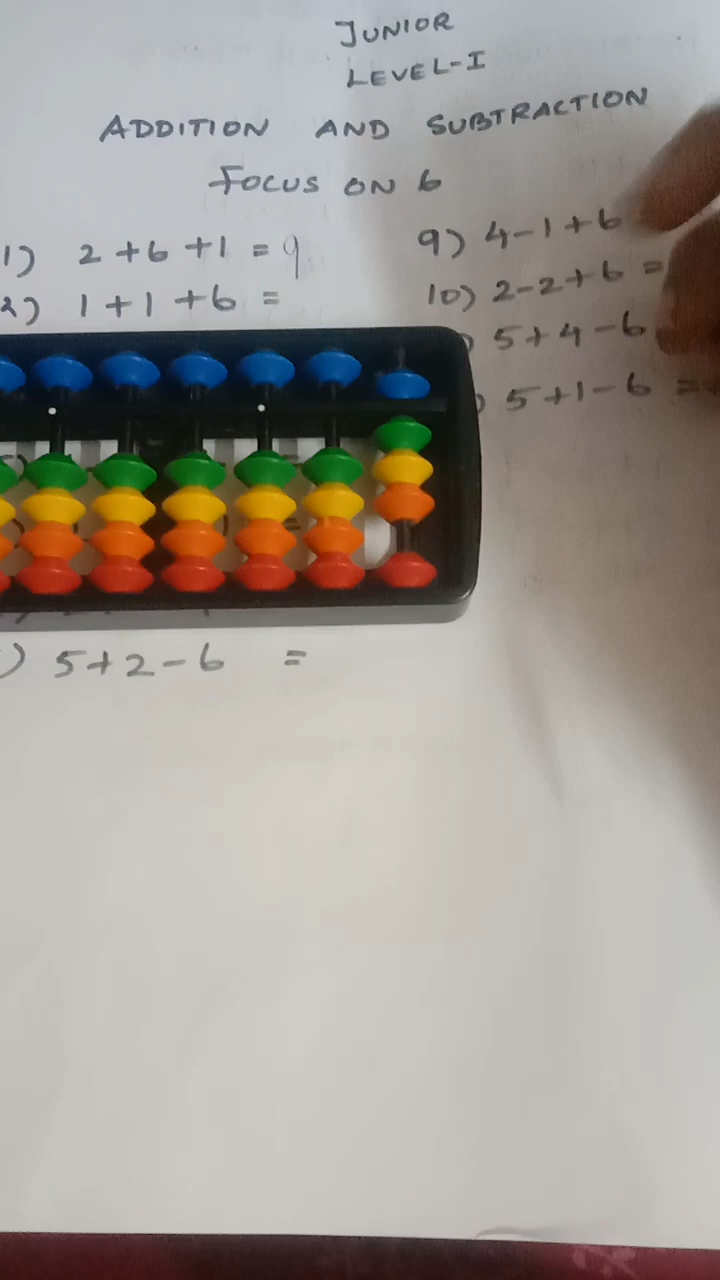 JUNIOR
LEVEL-I
ADDITION AND SUBTRACTION
FOCUS ON 6
1) 2+6+1=9
2) 1+1+6=
) 5+2-6 =
9) 4-1+6
10) 2-2+6=
) 5+4-6
) 5+1-6=